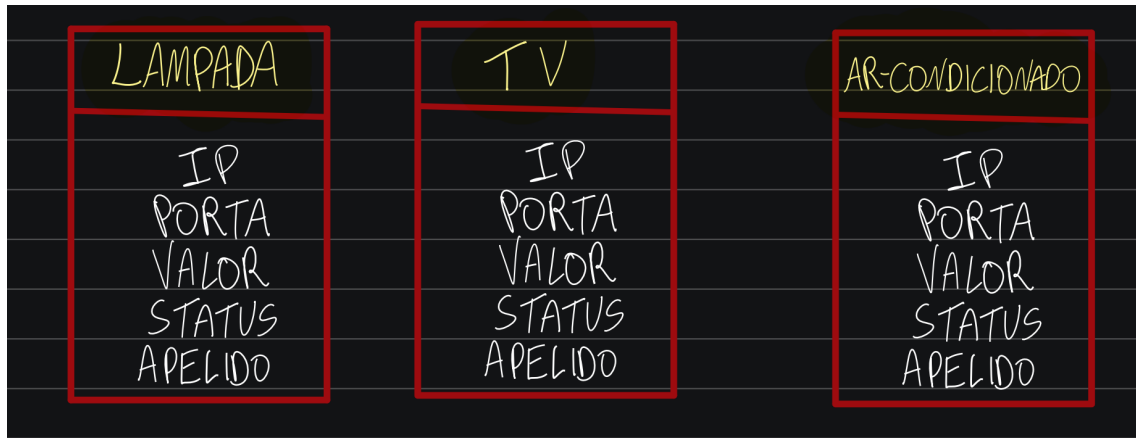 LAMPADA
IP
PORTA
VALOR
STATUS
APELIDO
TV
IP
PORTA
VALOR
STATUS
APELIDO
AR-CONDICIONADO
IP
PORTA
VALOR
STATUS
APELIDO